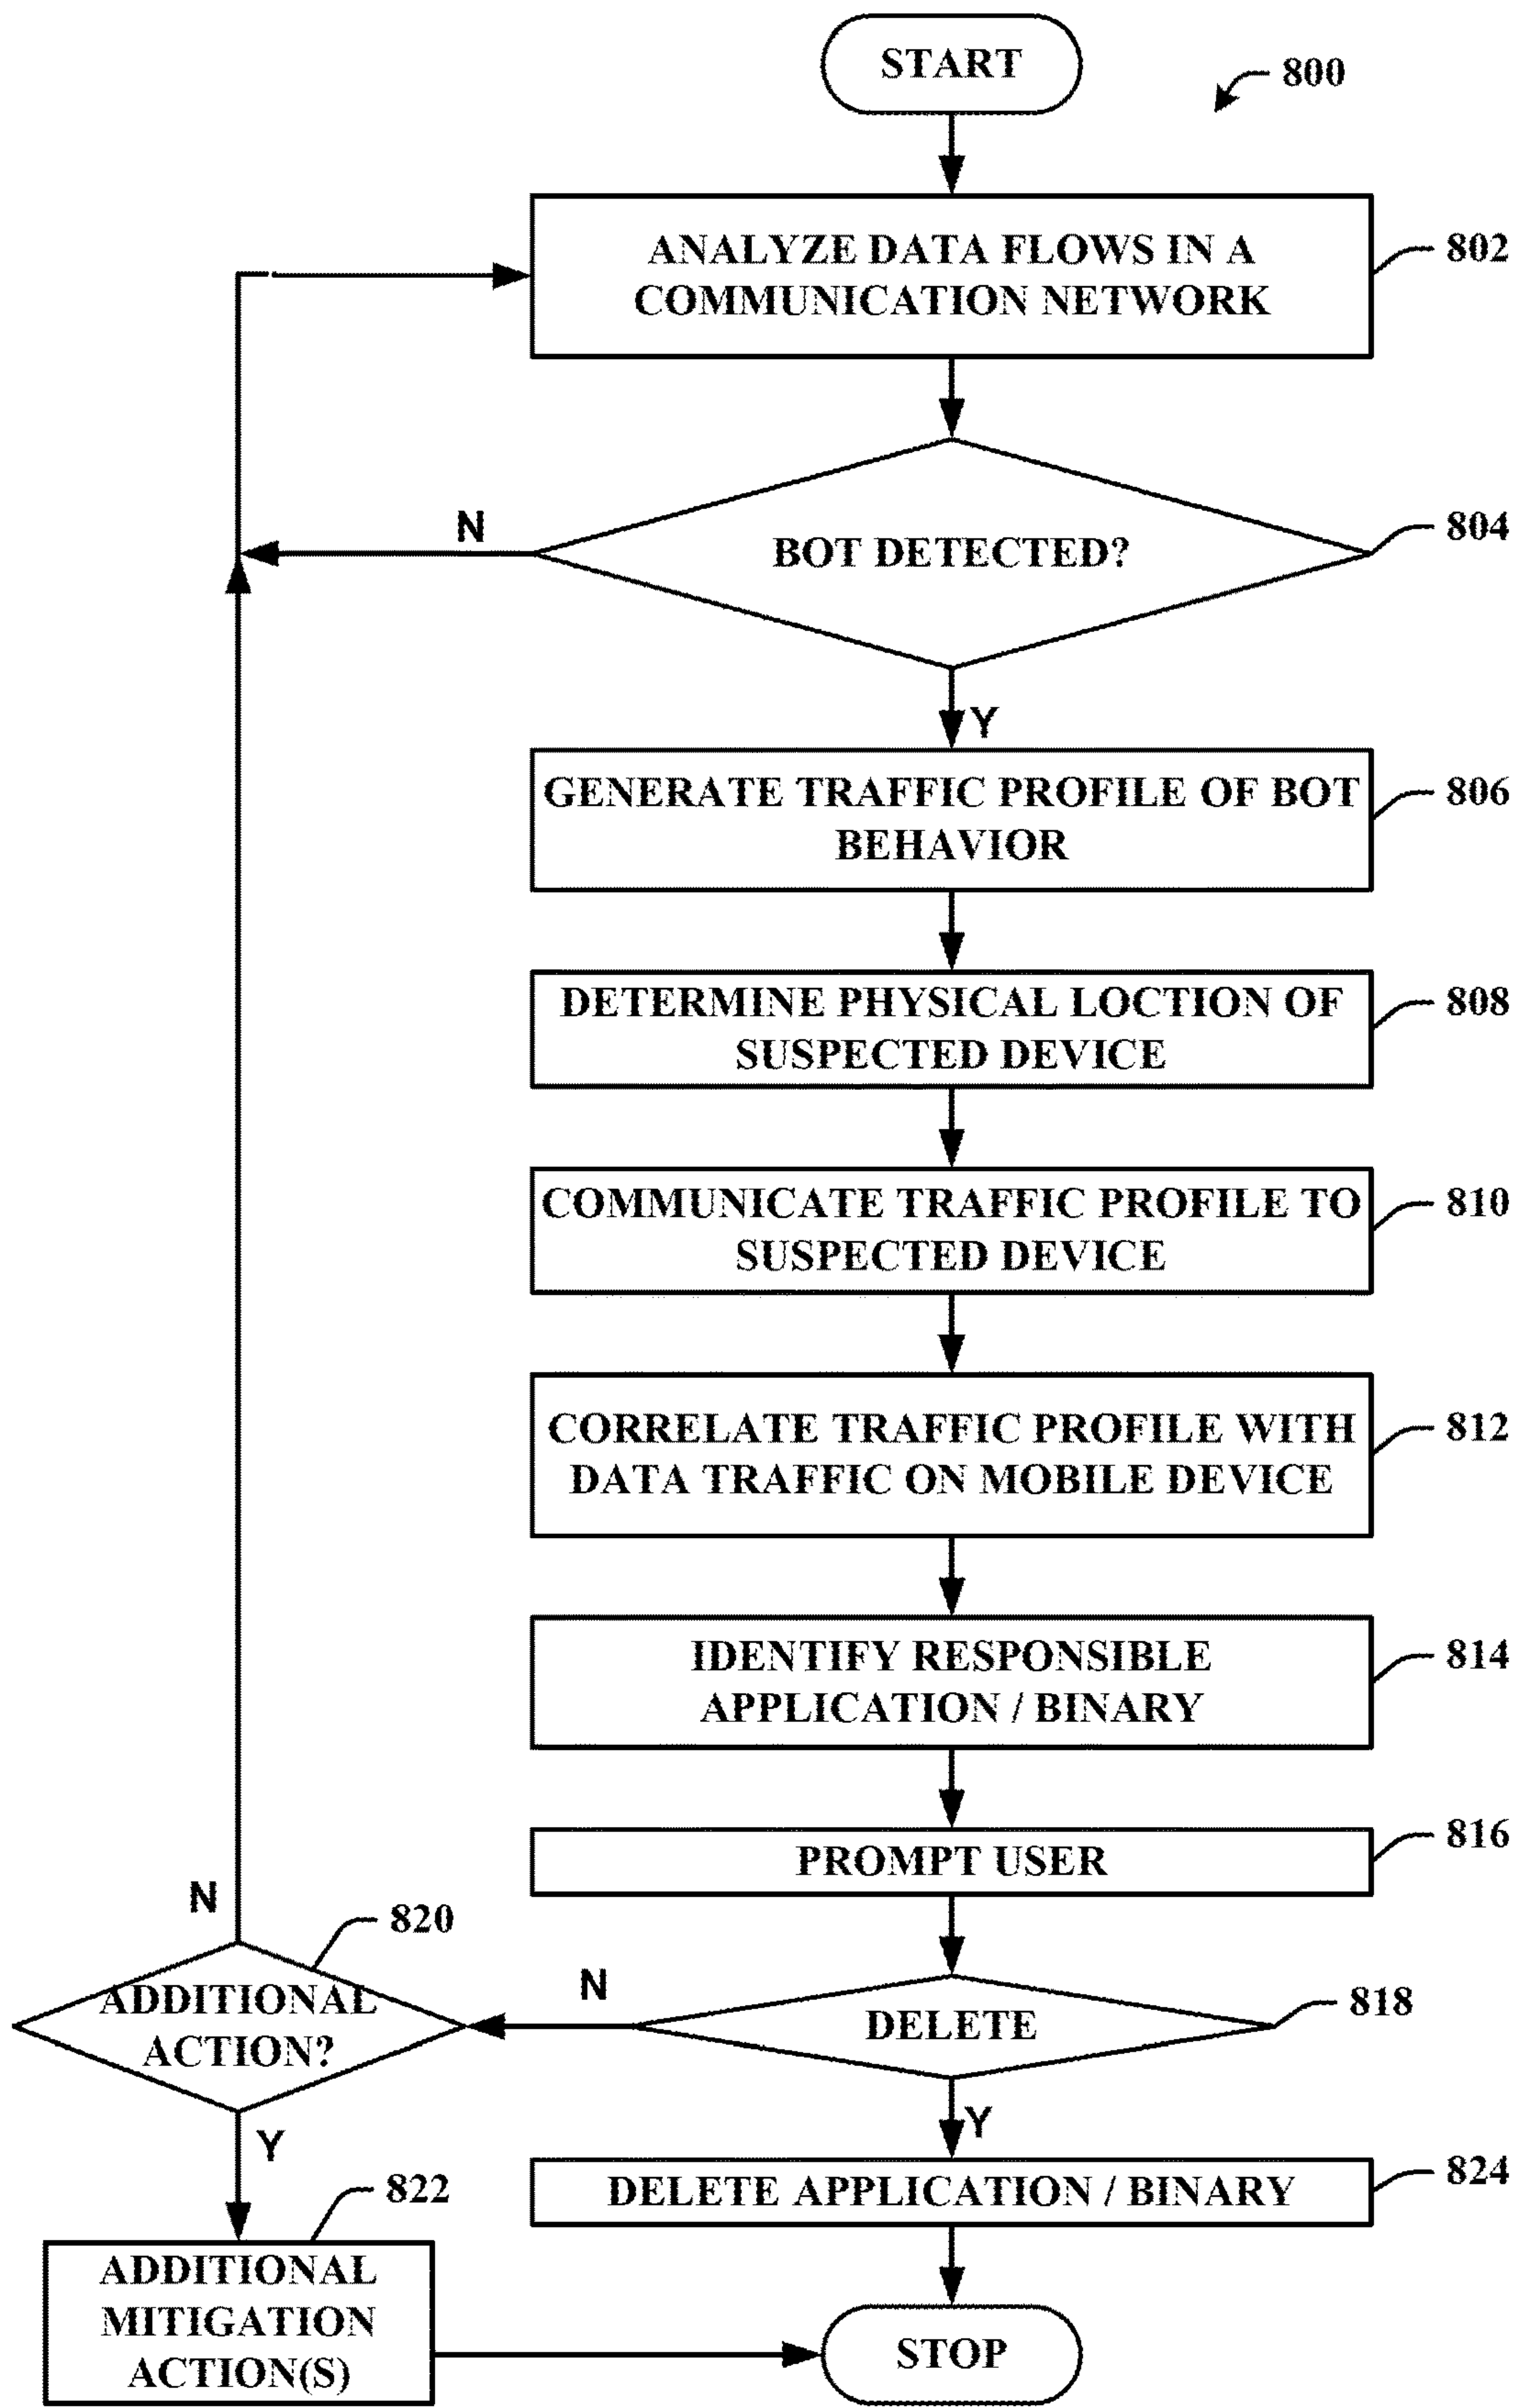 START
800
ANALYZE DATA FLOWS IN A
COMMUNICATION NETWORK
802
N
BOT DETECTED?
804
Y
GENERATE TRAFFIC PROFILE OF BOT
BEHAVIOR
806
DETERMINE PHYSICAL LOCTION OF
SUSPECTED DEVICE
808
COMMUNICATE TRAFFIC PROFILE TO
SUSPECTED DEVICE
810
CORRELATE TRAFFIC PROFILE WITH
DATA TRAFFIC ON MOBILE DEVICE
812
IDENTIFY RESPONSIBLE
APPLICATION / BINARY
814
PROMPT USER
816
N
820
ADDITIONAL
ACTION?
N
DELETE
818
Y
Y
822
DELETE APPLICATION / BINARY
824
ADDITIONAL
MITIGATION
ACTION(S)
STOP